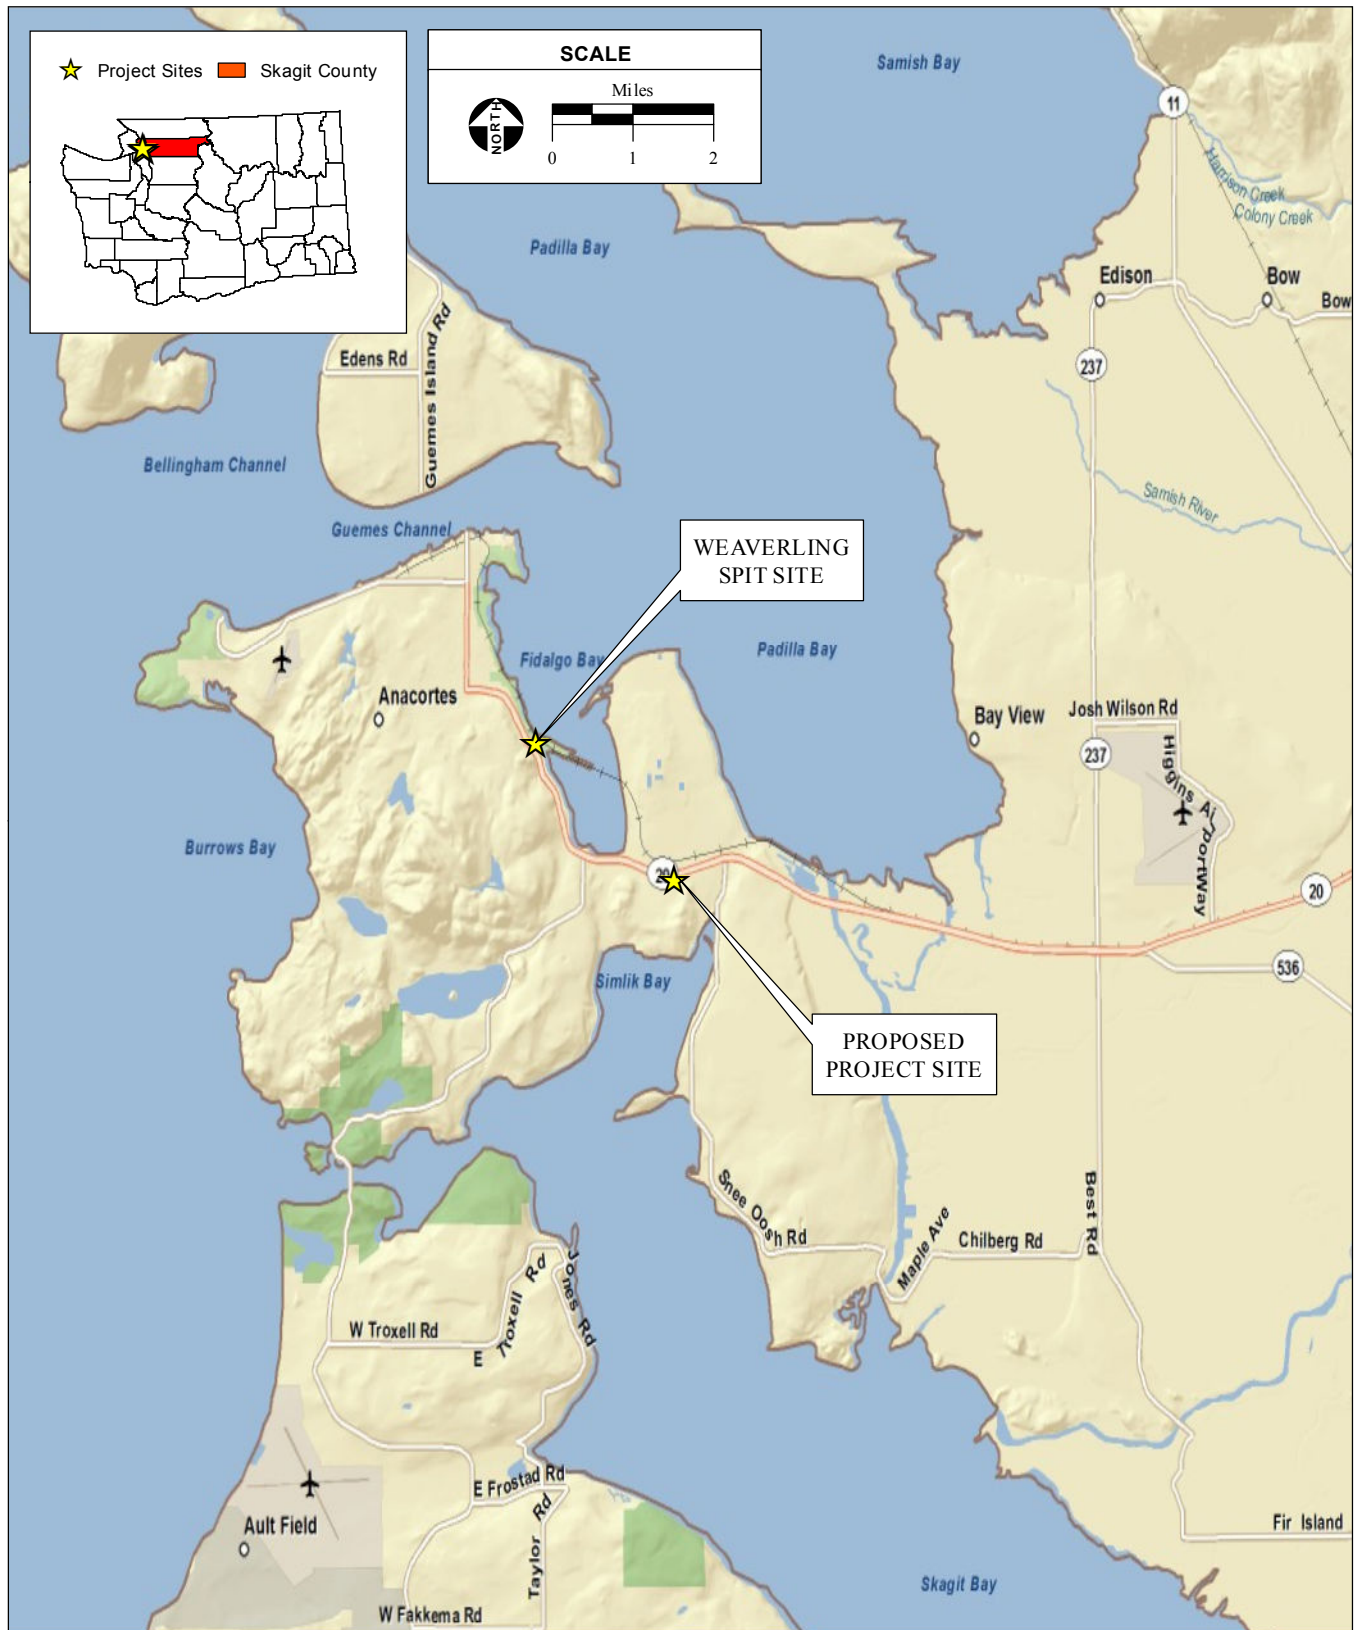 Project Sites
Skagit County
SCALE
Miles
NORTH
0 1 2
Samish Bay
11
Harrison Creek
Colony Creek
Padilla Bay
Edison
Bow
Bow
Guemes Island Rd
Edens Rd
237
Bellingham Channel
Samish River
Guemes Channel
WEAVERLING
SPIT SITE
Fidalgo Bay
Padilla Bay
Anacortes
Bay View
Josh Wilson Rd
237
Higgins Airport Way
Burrows Bay
20
20
536
Similk Bay
PROPOSED
PROJECT SITE
Snee Oosh Rd
Maple Ave
Chilberg Rd
Best Rd
W Troxell Rd
E Troxell Rd
Jones Rd
E Frostad Rd
Taylor Rd
Ault Field
Fir Island
Skagit Bay
W Fakkema Rd